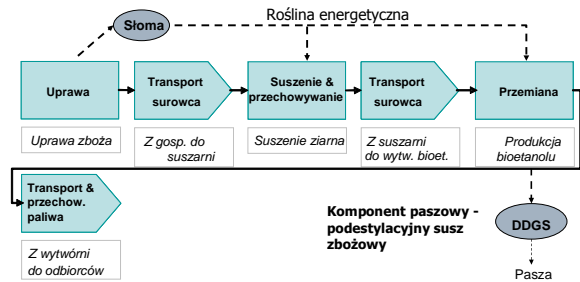 Roślina energetyczna
Słoma
Uprawa
Transport
surowca
Suszenie &
przechowywanie
Transport
surowca
Przemiana
Uprawa zboża
Z gosp. do
suszarni
Suszenie ziarna
Z suszarni
do wytw. bioet.
Produkcja
bioetanolu
Transport &
przechow.
paliwa
Z wytwórni
do odbiorców
Komponent paszowy -
podestylacyjny susz
zbożowy
DDGS
Pasza